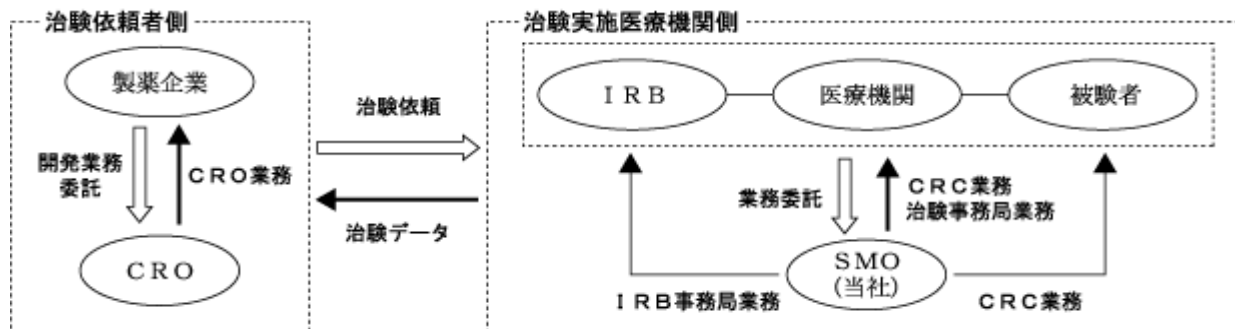 治験依頼者側
製薬企業
開発業務
委託
CRO業務
CRO
治験依頼
治験データ
治験実施医療機関側
IRB
医療機関
被験者
業務委託
CRC業務
治験事務局業務
SMO
(当社)
IRB事務局業務
CRC業務